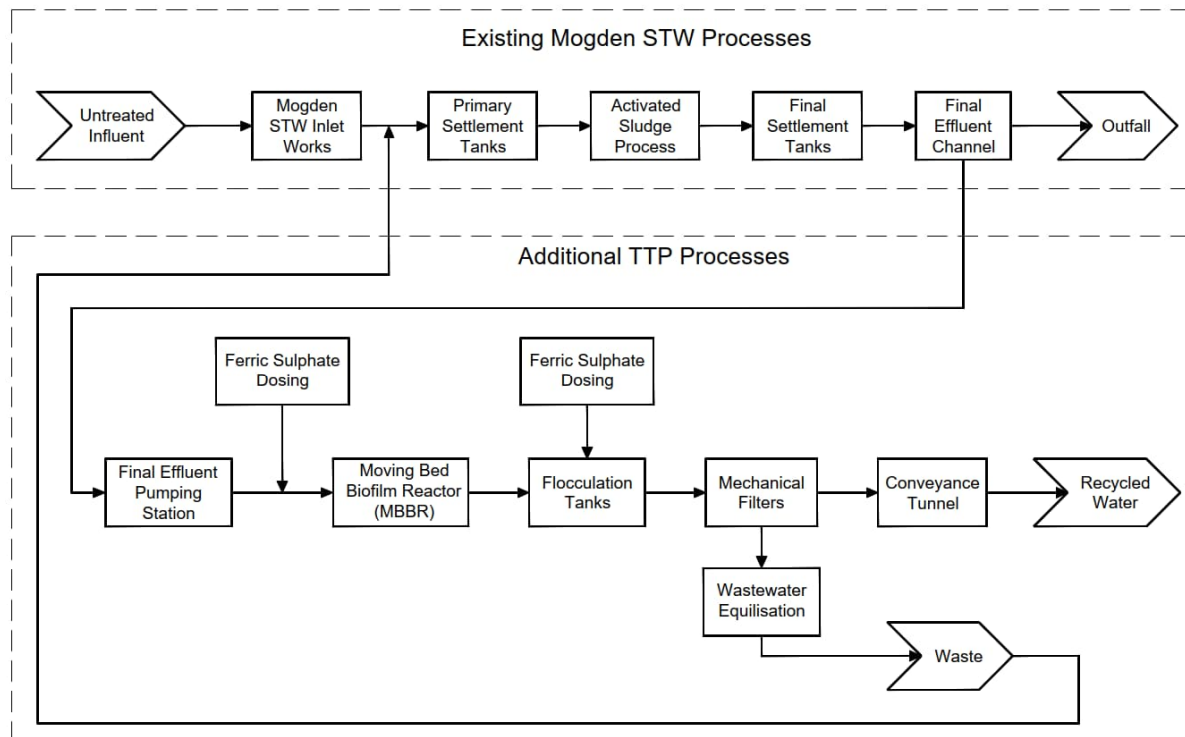 Existing Mogden STW Processes
Untreated
Influent
Mogden
STW Inlet
Works
Primary
Settlement
Tanks
Activated
Sludge
Process
Final
Settlement
Tanks
Final
Effluent
Channel
Outfall
Additional TTP Processes
Ferric Sulphate
Dosing
Ferric Sulphate
Dosing
Final Effluent
Pumping
Station
Moving Bed
Biofilm Reactor
(MBBR)
Flocculation
Tanks
Mechanical
Filters
Conveyance
Tunnel
Recycled
Water
Wastewater
Equilisation
Waste